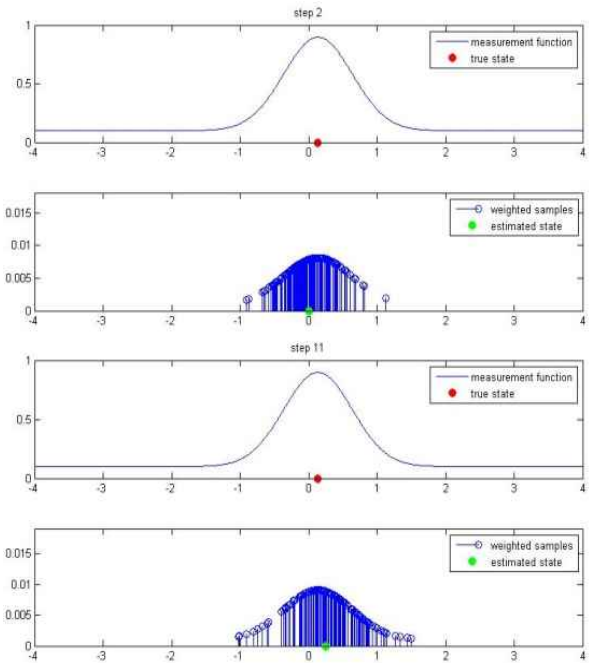 step 2
1
0.5
0
measurement function
true state
-4 -3 -2 -1 0 1 2 3 4
0.015
0.01
0.005
0
weighted samples
estimated state
-4 -3 -2 -1 0 1 2 3 4
step 11
1
0.5
0
measurement function
true state
-4 -3 -2 -1 0 1 2 3 4
0.015
0.01
0.005
0
weighted samples
estimated state
-4 -3 -2 -1 0 1 2 3 4